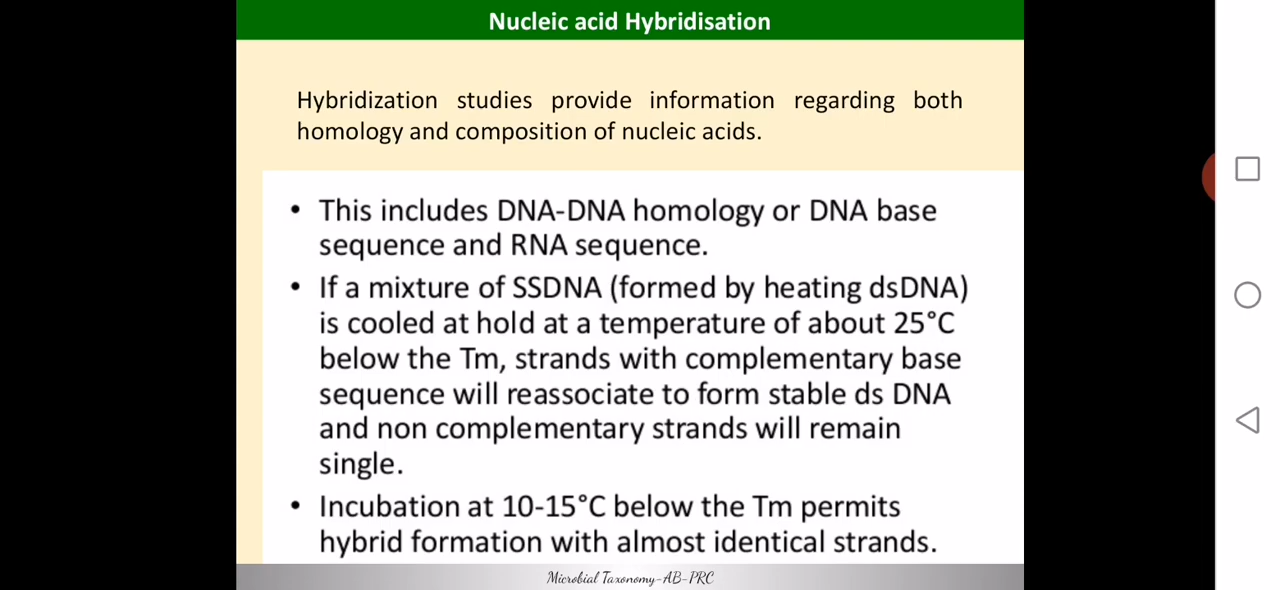 Nucleic acid Hybridisation
Hybridization studies provide information regarding both
homology and composition of nucleic acids.
• This includes DNA-DNA homology or DNA base
sequence and RNA sequence.
• If a mixture of SSDNA (formed by heating dsDNA)
is cooled at hold at a temperature of about 25°C
below the Tm, strands with complementary base
sequence will reassociate to form stable ds DNA
and non complementary strands will remain
single.
• Incubation at 10-15°C below the Tm permits
hybrid formation with almost identical strands.
Microbial Taxonomy-AB-PRC